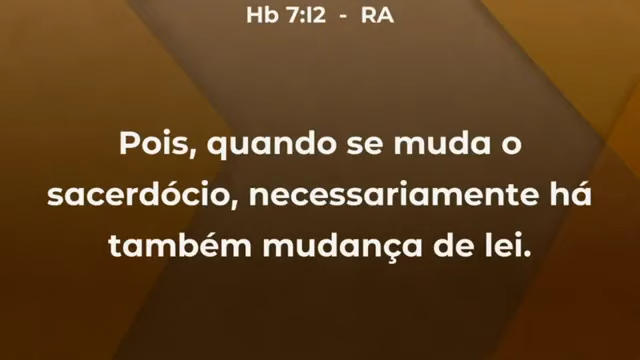 Hb 7:12 - RA
Pois, quando se muda o
sacerdócio, necessariamente há
também mudança de lei.